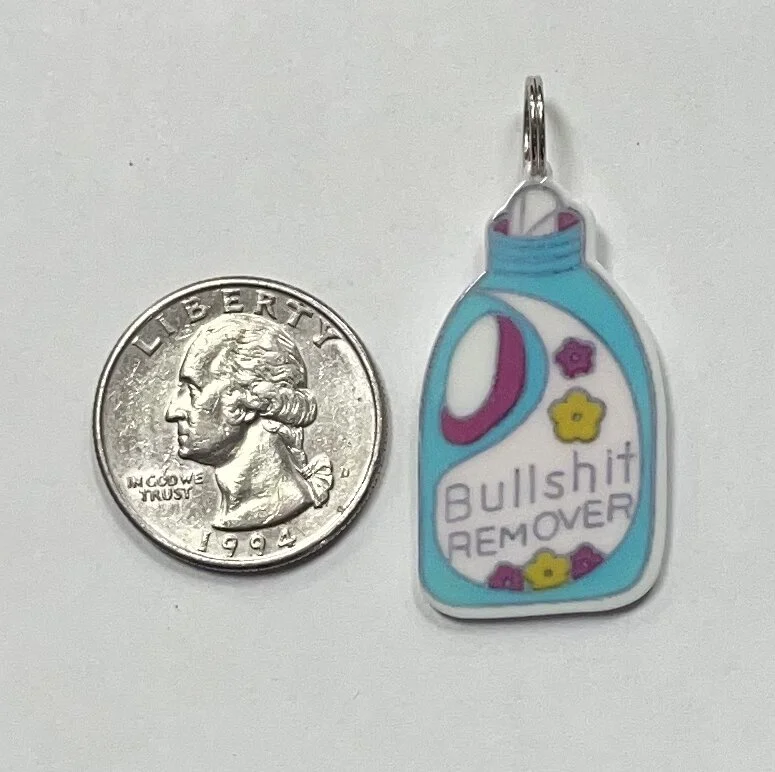 LIBERTY
IN GOD WE
TRUST
D
1994
Bullshit
REMOVER